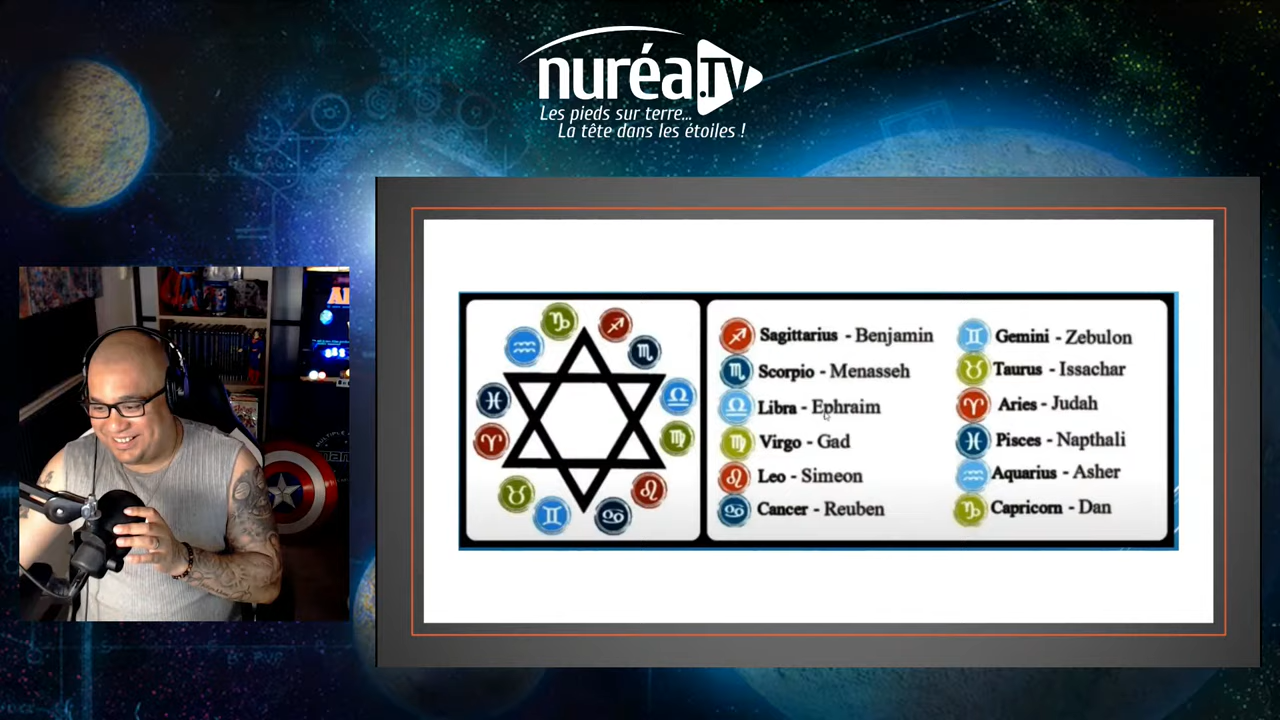 nuréa.TV
Les pieds sur terre...
La tête dans les étoiles !
Sagittarius - Benjamin
Scorpio - Menasseh
Libra - Ephraim
Virgo - Gad
Leo - Simeon
Cancer - Reuben
Gemini - Zebulon
Taurus - Issachar
Aries - Judah
Pisces - Napthali
Aquarius - Asher
Capricorn - Dan